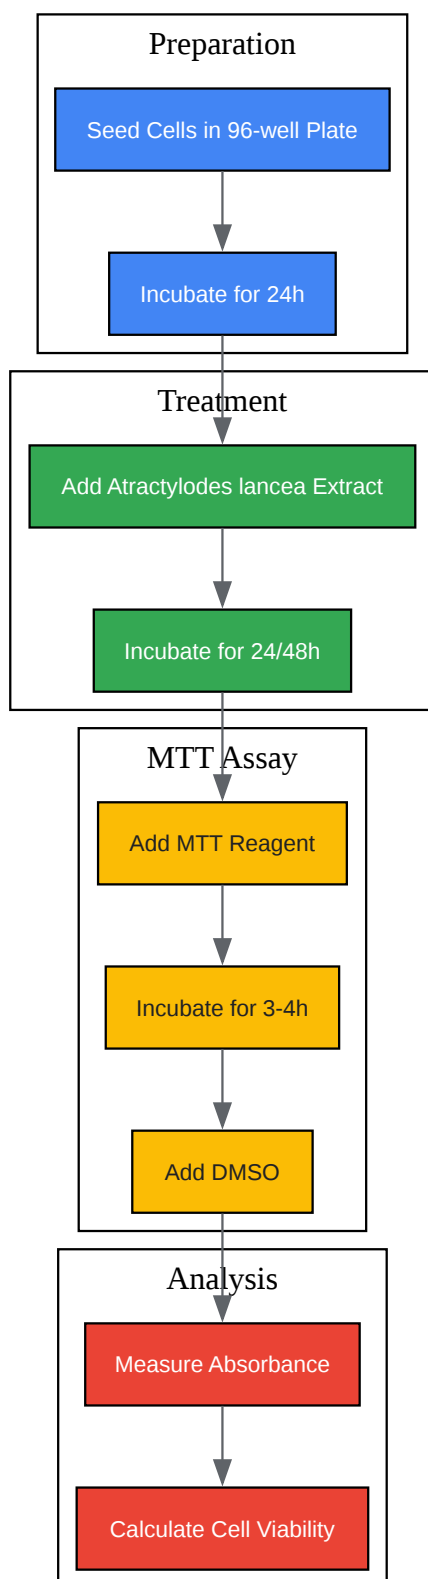 Preparation
Seed Cells in 96-well Plate
Incubate for 24h
Treatment
Add Atractylodes lancea Extract
Incubate for 24/48h
MTT Assay
Add MTT Reagent
Incubate for 3-4h
Add DMSO
Analysis
Measure Absorbance
Calculate Cell Viability